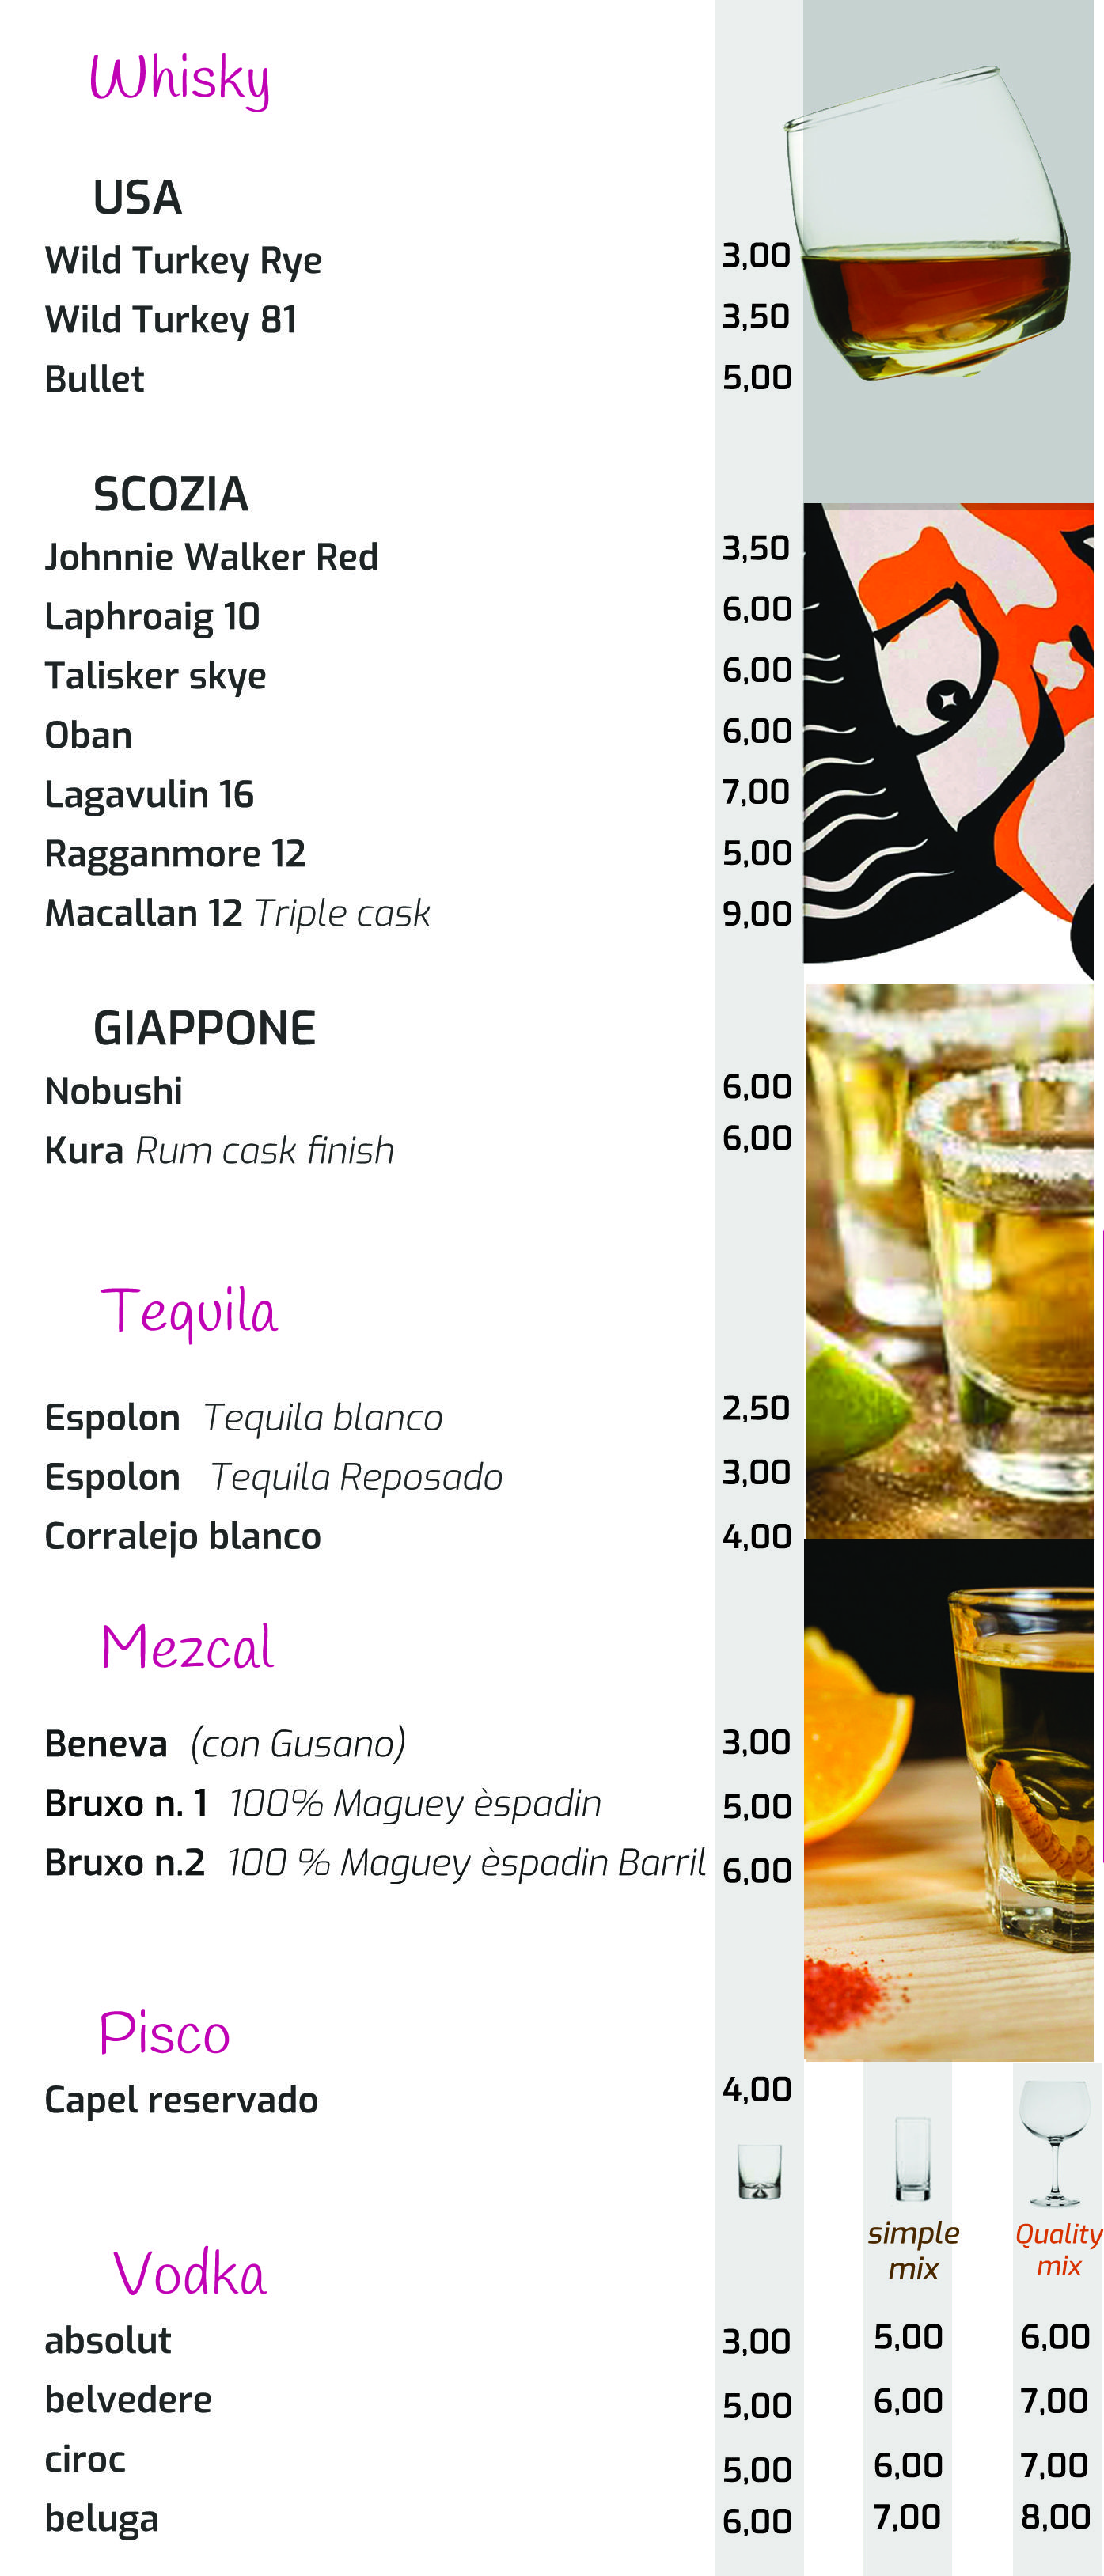 Whisky
USA
Wild Turkey Rye 3,00
Wild Turkey 81 3,50
Bullet 5,00
SCOZIA
Johnnie Walker Red 3,50
Laphroaig 10 6,00
Talisker skye 6,00
Oban 6,00
Lagavulin 16 7,00
Ragganmore 12 5,00
Macallan 12 Triple cask 9,00
GIAPPONE
Nobushi 6,00
Kura Rum cask finish 6,00
Tequila
Espolon Tequila blanco 2,50
Espolon Tequila Reposado 3,00
Corralejo blanco 4,00
Mezcal
Beneva (con Gusano) 3,00
Bruxo n. 1 100% Maguey èspadin 5,00
Bruxo n.2 100 % Maguey èspadin Barril 6,00
Pisco
Capel reservado 4,00
simple Quality
mix mix
Vodka
absolut 3,00 5,00 6,00
belvedere 5,00 6,00 7,00
ciroc 5,00 6,00 7,00
beluga 6,00 7,00 8,00